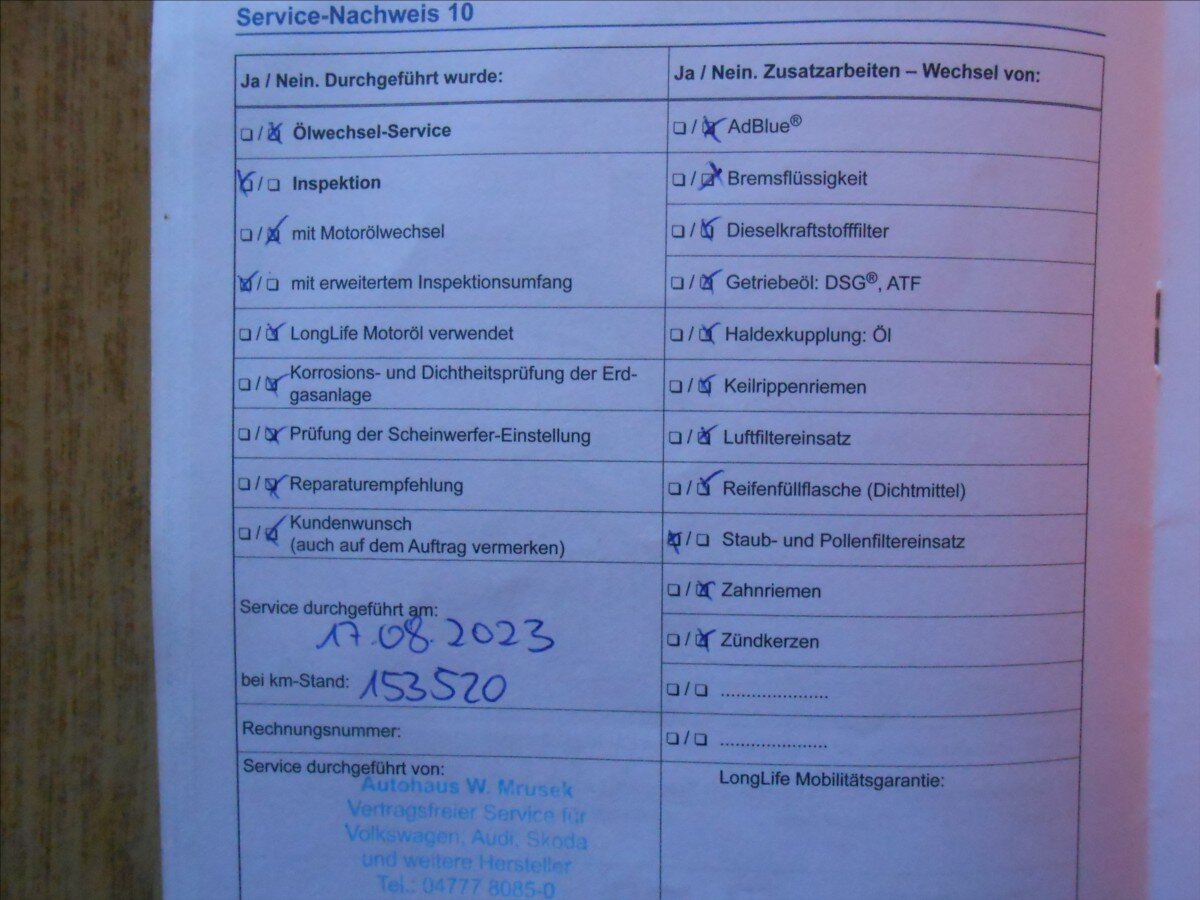 Service-Nachweis 10
Ja / Nein. Durchgeführt wurde:
☐ / ☒ Ölwechsel-Service
☒ / ☐ Inspektion
☐ / ☒ mit Motorölwechsel
☒ / ☐ mit erweitertem Inspektionsumfang
☐ / ☒ LongLife Motoröl verwendet
☐ / ☒ Korrosions- und Dichtheitsprüfung der Erd-
gasanlage
☐ / ☒ Prüfung der Scheinwerfer-Einstellung
☐ / ☒ Reparaturempfehlung
☐ / ☒ Kundenwunsch
(auch auf dem Auftrag vermerken)
Service durchgeführt am:
17.08.2023
bei km-Stand: 153520
Rechnungsnummer:
Service durchgeführt von:
Autohaus W. Mrusek
Vertragsfreier Service für
Volkswagen, Audi, Skoda
und weitere Hersteller
Tel.: 04777 8085-0
Ja / Nein. Zusatzarbeiten – Wechsel von:
☐ / ☒ AdBlue®
☐ / ☒ Bremsflüssigkeit
☐ / ☒ Dieselkraftstofffilter
☐ / ☒ Getriebeöl: DSG®, ATF
☐ / ☒ Haldexkupplung: Öl
☐ / ☒ Keilrippenriemen
☐ / ☒ Luftfiltereinsatz
☐ / ☒ Reifenfüllflasche (Dichtmittel)
☒ / ☐ Staub- und Pollenfiltereinsatz
☐ / ☒ Zahnriemen
☐ / ☒ Zündkerzen
☐ / ☐ .....................
☐ / ☐ .....................
LongLife Mobilitätsgarantie: